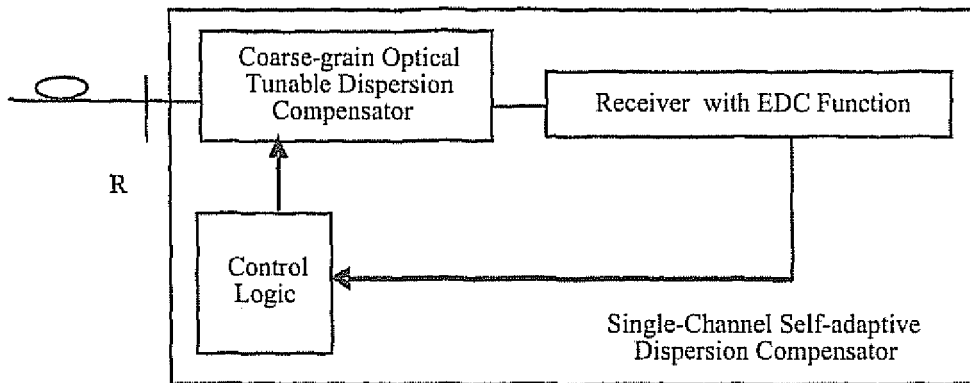 Coarse-grain Optical
Tunable Dispersion
Compensator
Receiver with EDC Function
R
Control
Logic
Single-Channel Self-adaptive
Dispersion Compensator